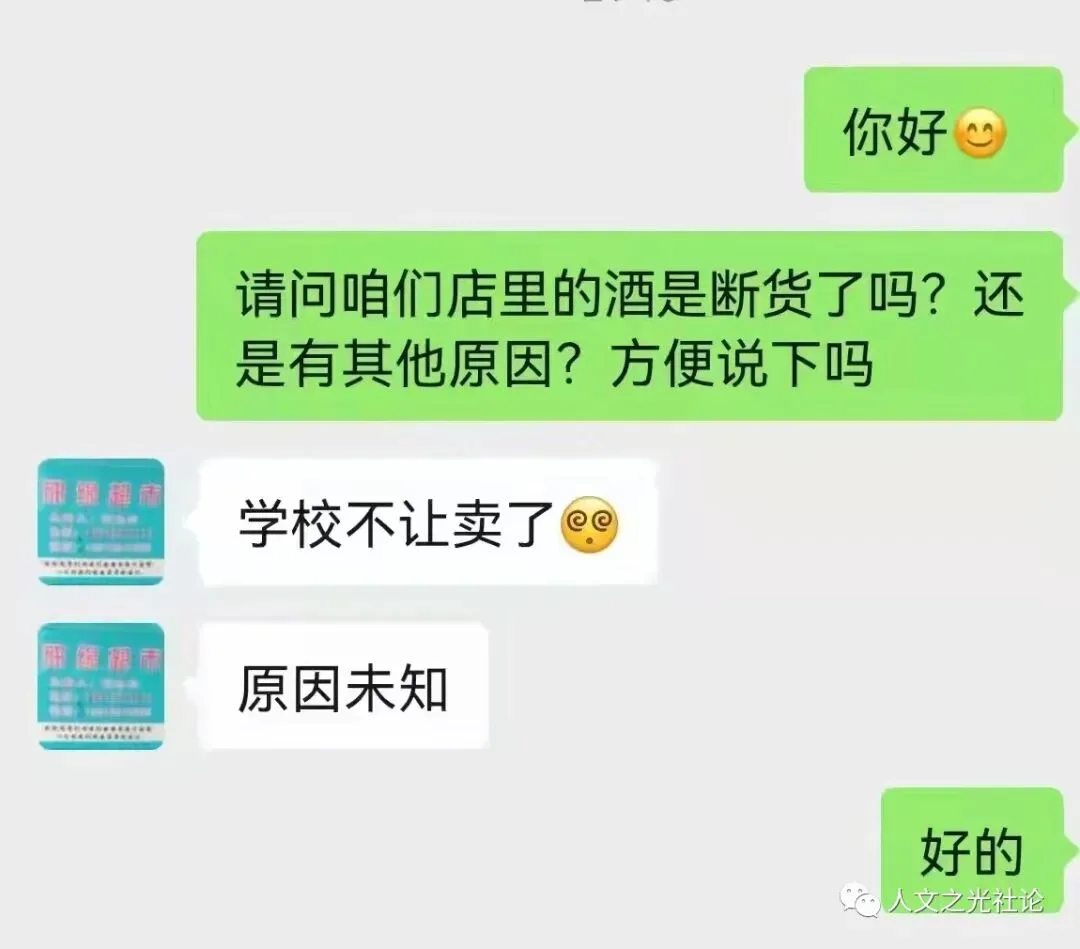 你好😊
请问咱们店里的酒是断货了吗？还
是有其他原因？方便说下吗
学校不让卖了😵‍💫
原因未知
好的
人文之光社论